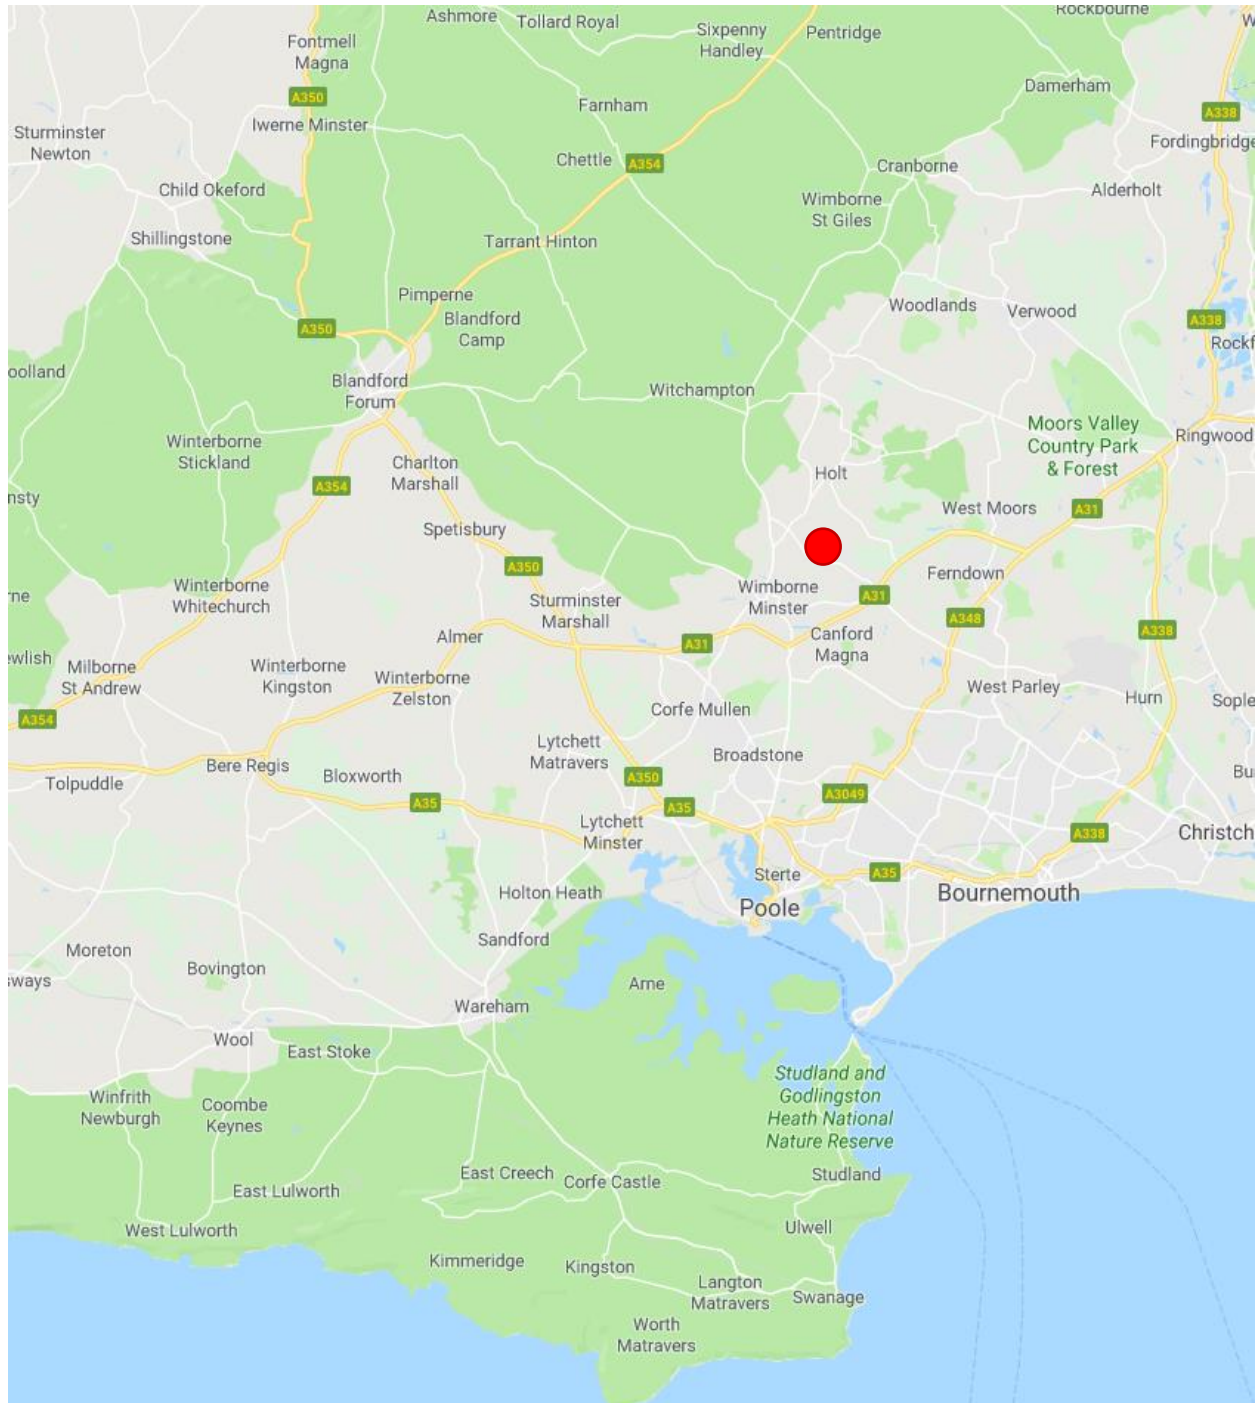 Ashmore
Tollard Royal
Sixpenny
Handley
Pentridge
Rockbourne
W
Fontmell
Magna
A350
Farnham
Damerham
A338
Sturminster
Newton
Iwerne Minster
Fordingbridge
Chettle
A354
Cranborne
Child Okeford
Wimborne
St Giles
Alderholt
Shillingstone
Tarrant Hinton
Pimperne
Woodlands
Verwood
Blandford
Camp
A350
A338
Rockf
oolland
Blandford
Forum
Witchampton
Moors Valley
Country Park
& Forest
Ringwood
Winterborne
Stickland
Charlton
Marshall
Holt
A354
nsty
West Moors
A31
Spetisbury
A350
Ferndown
Winterborne
Whitechurch
Wimborne
Minster
A31
rne
Sturminster
Marshall
A348
A338
Almer
A31
Canford
Magna
ewlish
Milborne
St Andrew
Winterborne
Kingston
Winterborne
Zelston
West Parley
Hurn
Sople
Corfe Mullen
A354
Lytchett
Matravers
Broadstone
Bere Regis
Bloxworth
A350
Bu
Tolpuddle
A35
A35
A3049
Lytchett
Minster
A338
Christch
Sterte
A35
Holton Heath
Poole
Bournemouth
Sandford
Moreton
Bovington
sways
Arne
Wareham
Wool
East Stoke
Studland and
Godlingston
Heath National
Nature Reserve
Winfrith
Newburgh
Coombe
Keynes
East Creech
Corfe Castle
Studland
East Lulworth
West Lulworth
Ulwell
Kimmeridge
Kingston
Langton
Matravers
Swanage
Worth
Matravers